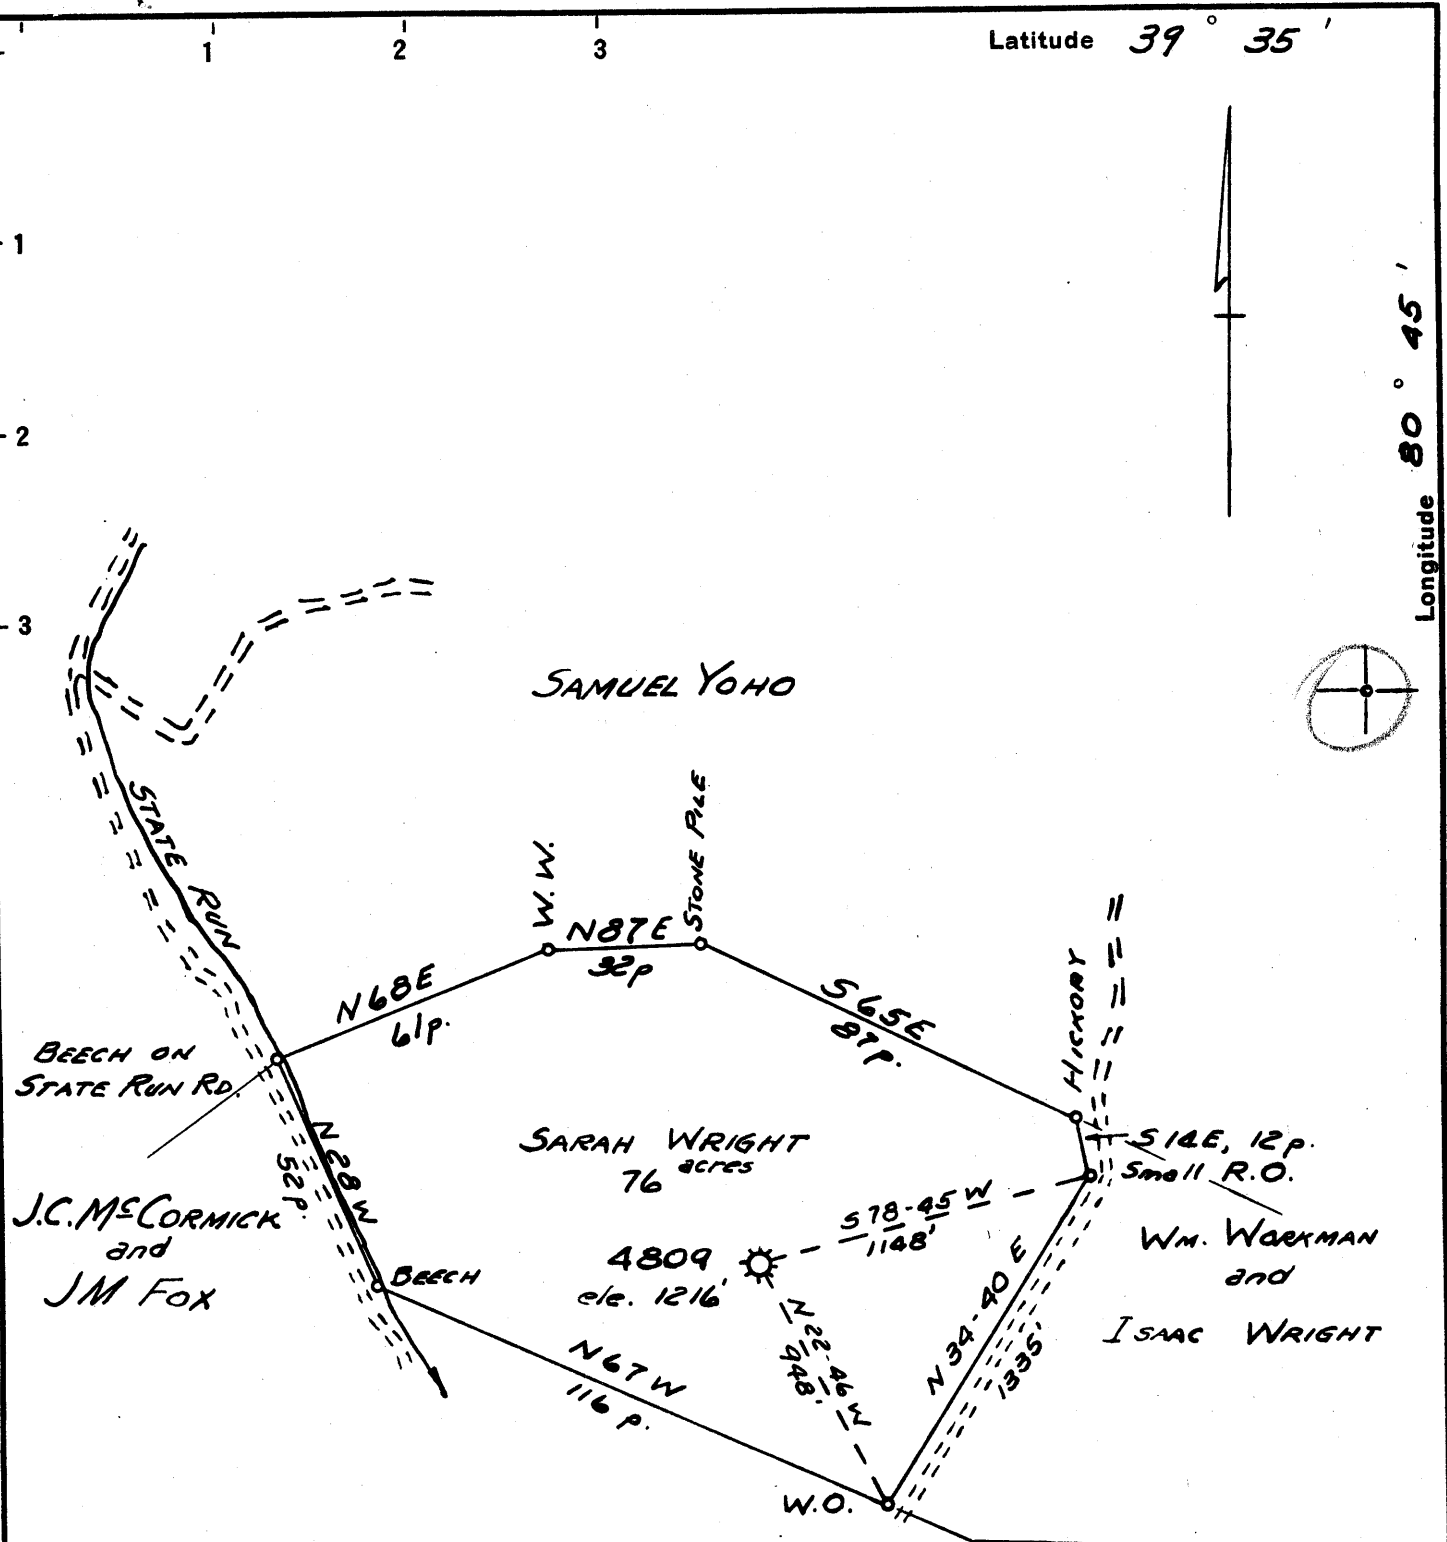 1
2
3
Latitude 39° 35'
1
2
3
Longitude 80° 45'
SAMUEL YOHO
STATE RUN
W.W.
STONE PILE
N87E
32p
N68E
61p.
S65E
87p.
HICKORY
BEECH ON
STATE RUN RD.
N28W
52p.
SARAH WRIGHT
76 acres
S14E, 12p.
Small R.O.
J.C. McCORMICK
and
JM FOX
S78-45W
1148'
4809
ele. 1216'
BEECH
WM. WORKMAN
and
ISAAC WRIGHT
N34-40E
1335'
N22-46W
948'
N67W
116 p.
W.O.